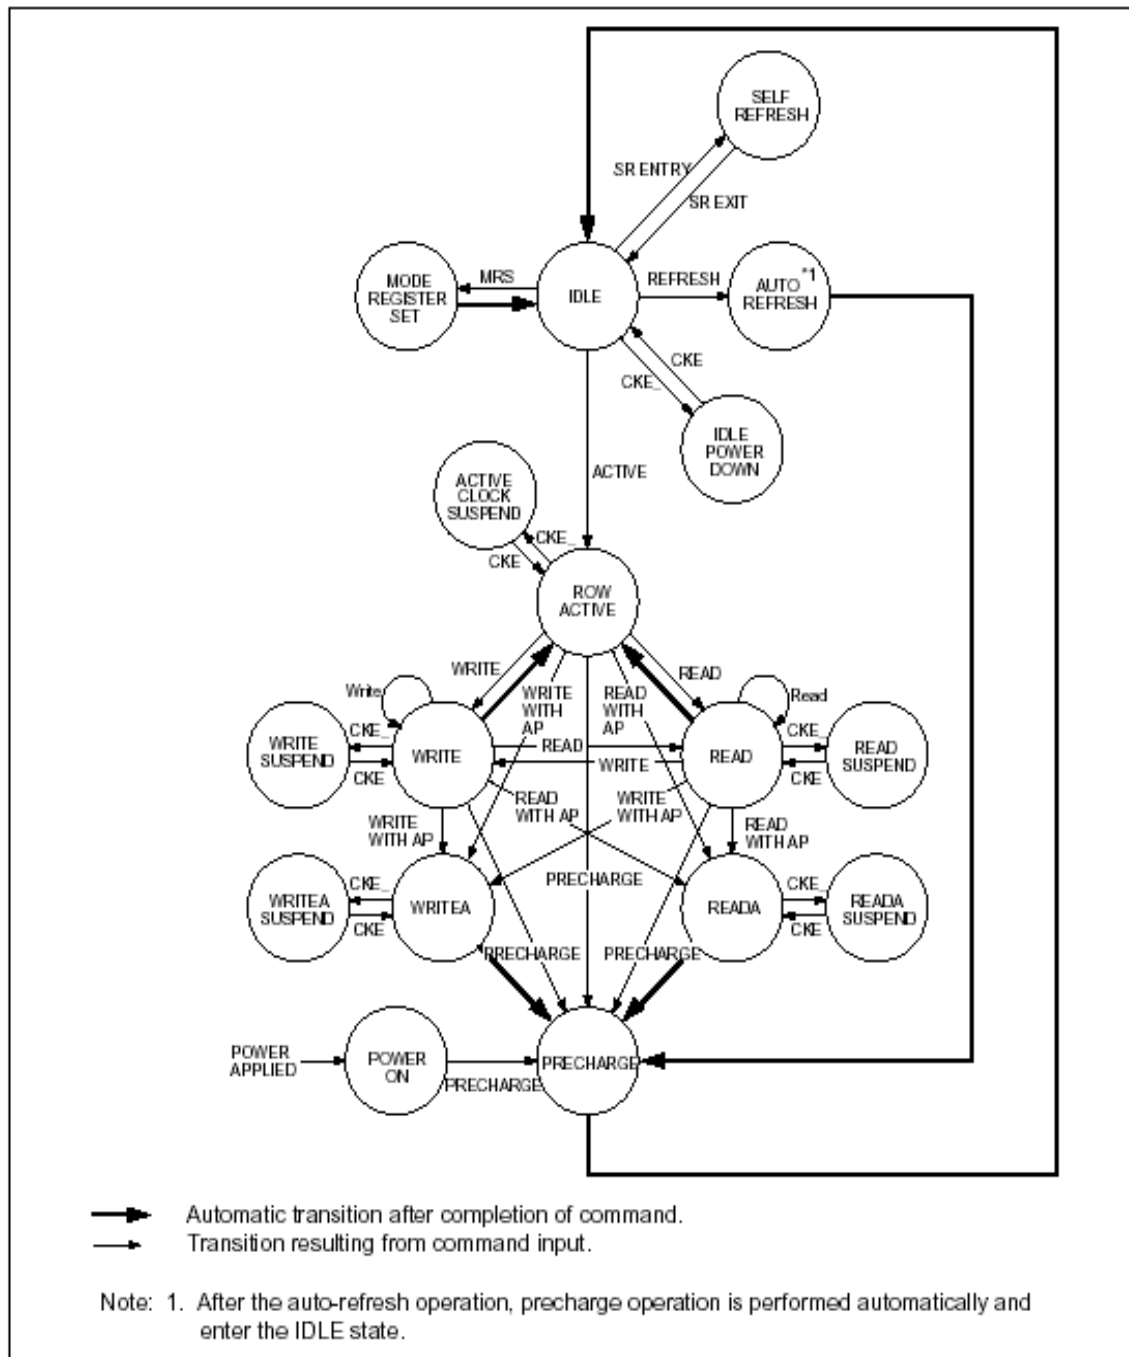 SELF
REFRESH
SR ENTRY
SR EXIT
MODE
REGISTER
SET
MRS
IDLE
REFRESH
AUTO *1
REFRESH
CKE
CKE_
IDLE
POWER
DOWN
ACTIVE
ACTIVE
CLOCK
SUSPEND
CKE_
CKE
ROW
ACTIVE
WRITE
WRITE
WITH
AP
READ
WITH
AP
READ
Write
Read
WRITE
SUSPEND
CKE_
CKE
WRITE
READ
WRITE
READ
CKE_
CKE
READ
SUSPEND
WRITE
WITH AP
READ
WITH AP
WRITE
WITH AP
READ
WITH AP
WRITEA
SUSPEND
CKE_
CKE
WRITEA
PRECHARGE
READA
CKE_
CKE
READA
SUSPEND
PRECHARGE
PRECHARGE
POWER
APPLIED
POWER
ON
PRECHARGE
PRECHARGE
Automatic transition after completion of command.
Transition resulting from command input.
Note: 1. After the auto-refresh operation, precharge operation is performed automatically and
enter the IDLE state.